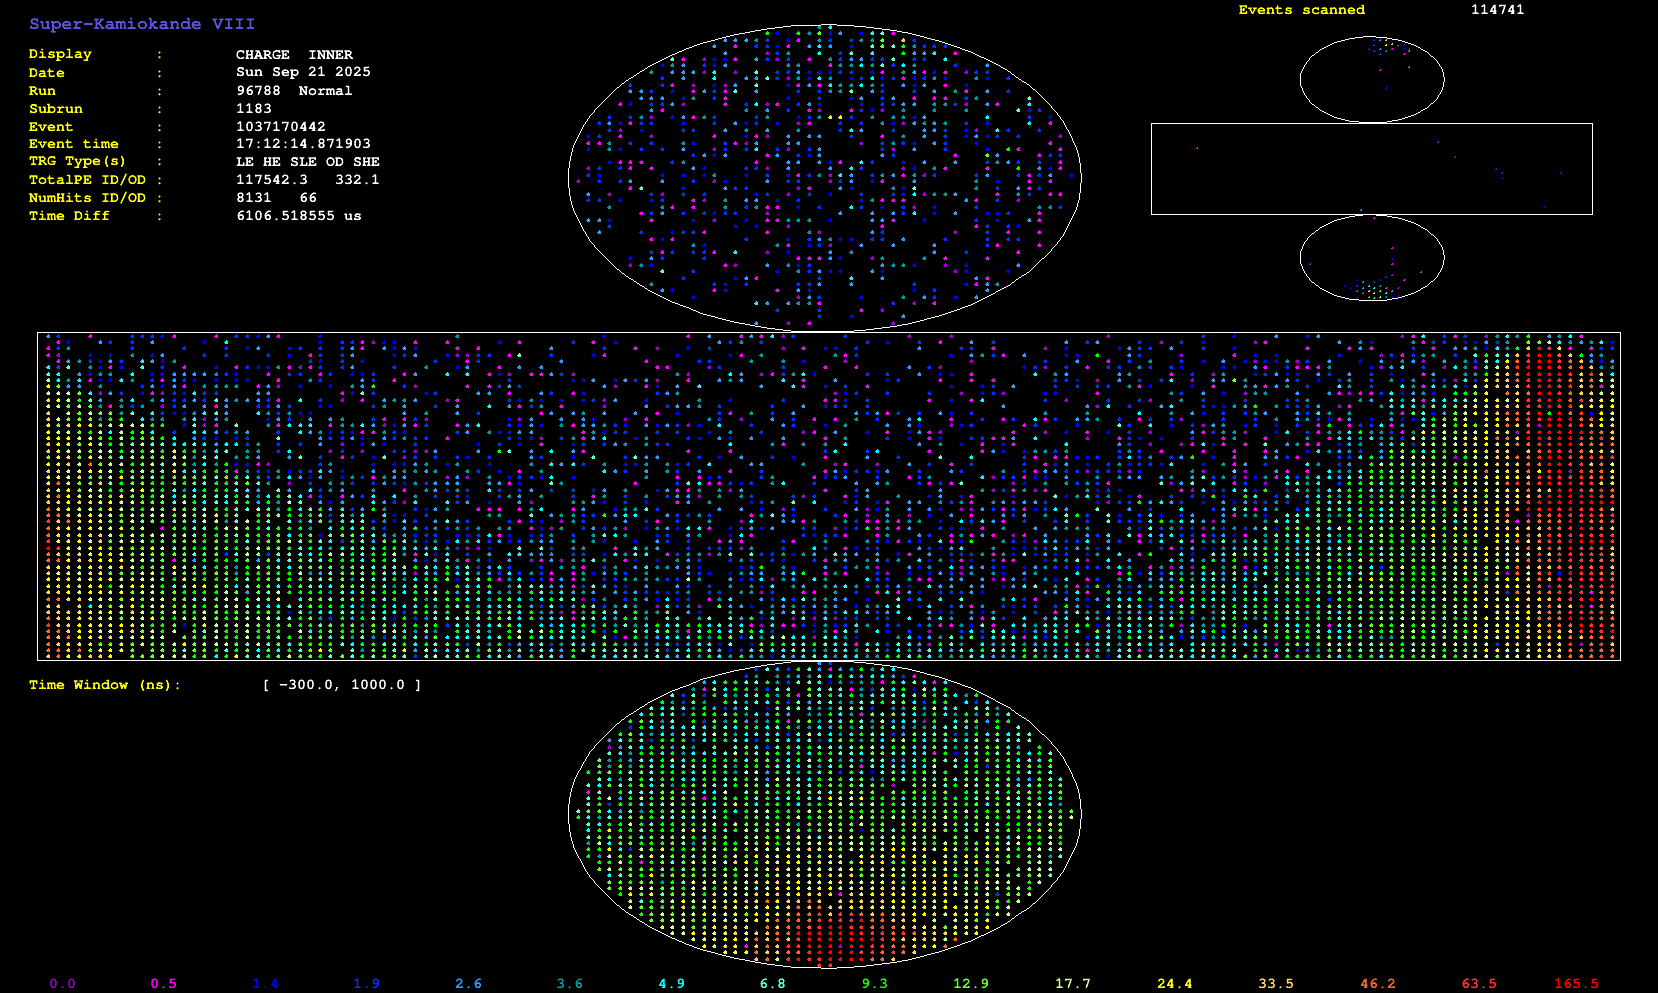 Super-Kamiokande VIII
Display : CHARGE INNER
Date : Sun Sep 21 2025
Run : 96788 Normal
Subrun : 1183
Event : 1037170442
Event time : 17:12:14.871903
TRG Type(s) : LE HE SLE OD SHE
TotalPE ID/OD : 117542.3 332.1
NumHits ID/OD : 8131 66
Time Diff : 6106.518555 us
Events scanned 114741
Time Window (ns): [ -300.0, 1000.0 ]
0.0 0.5 1.4 1.9 2.6 3.6 4.9 6.8 9.3 12.9 17.7 24.4 33.5 46.2 63.5 165.5